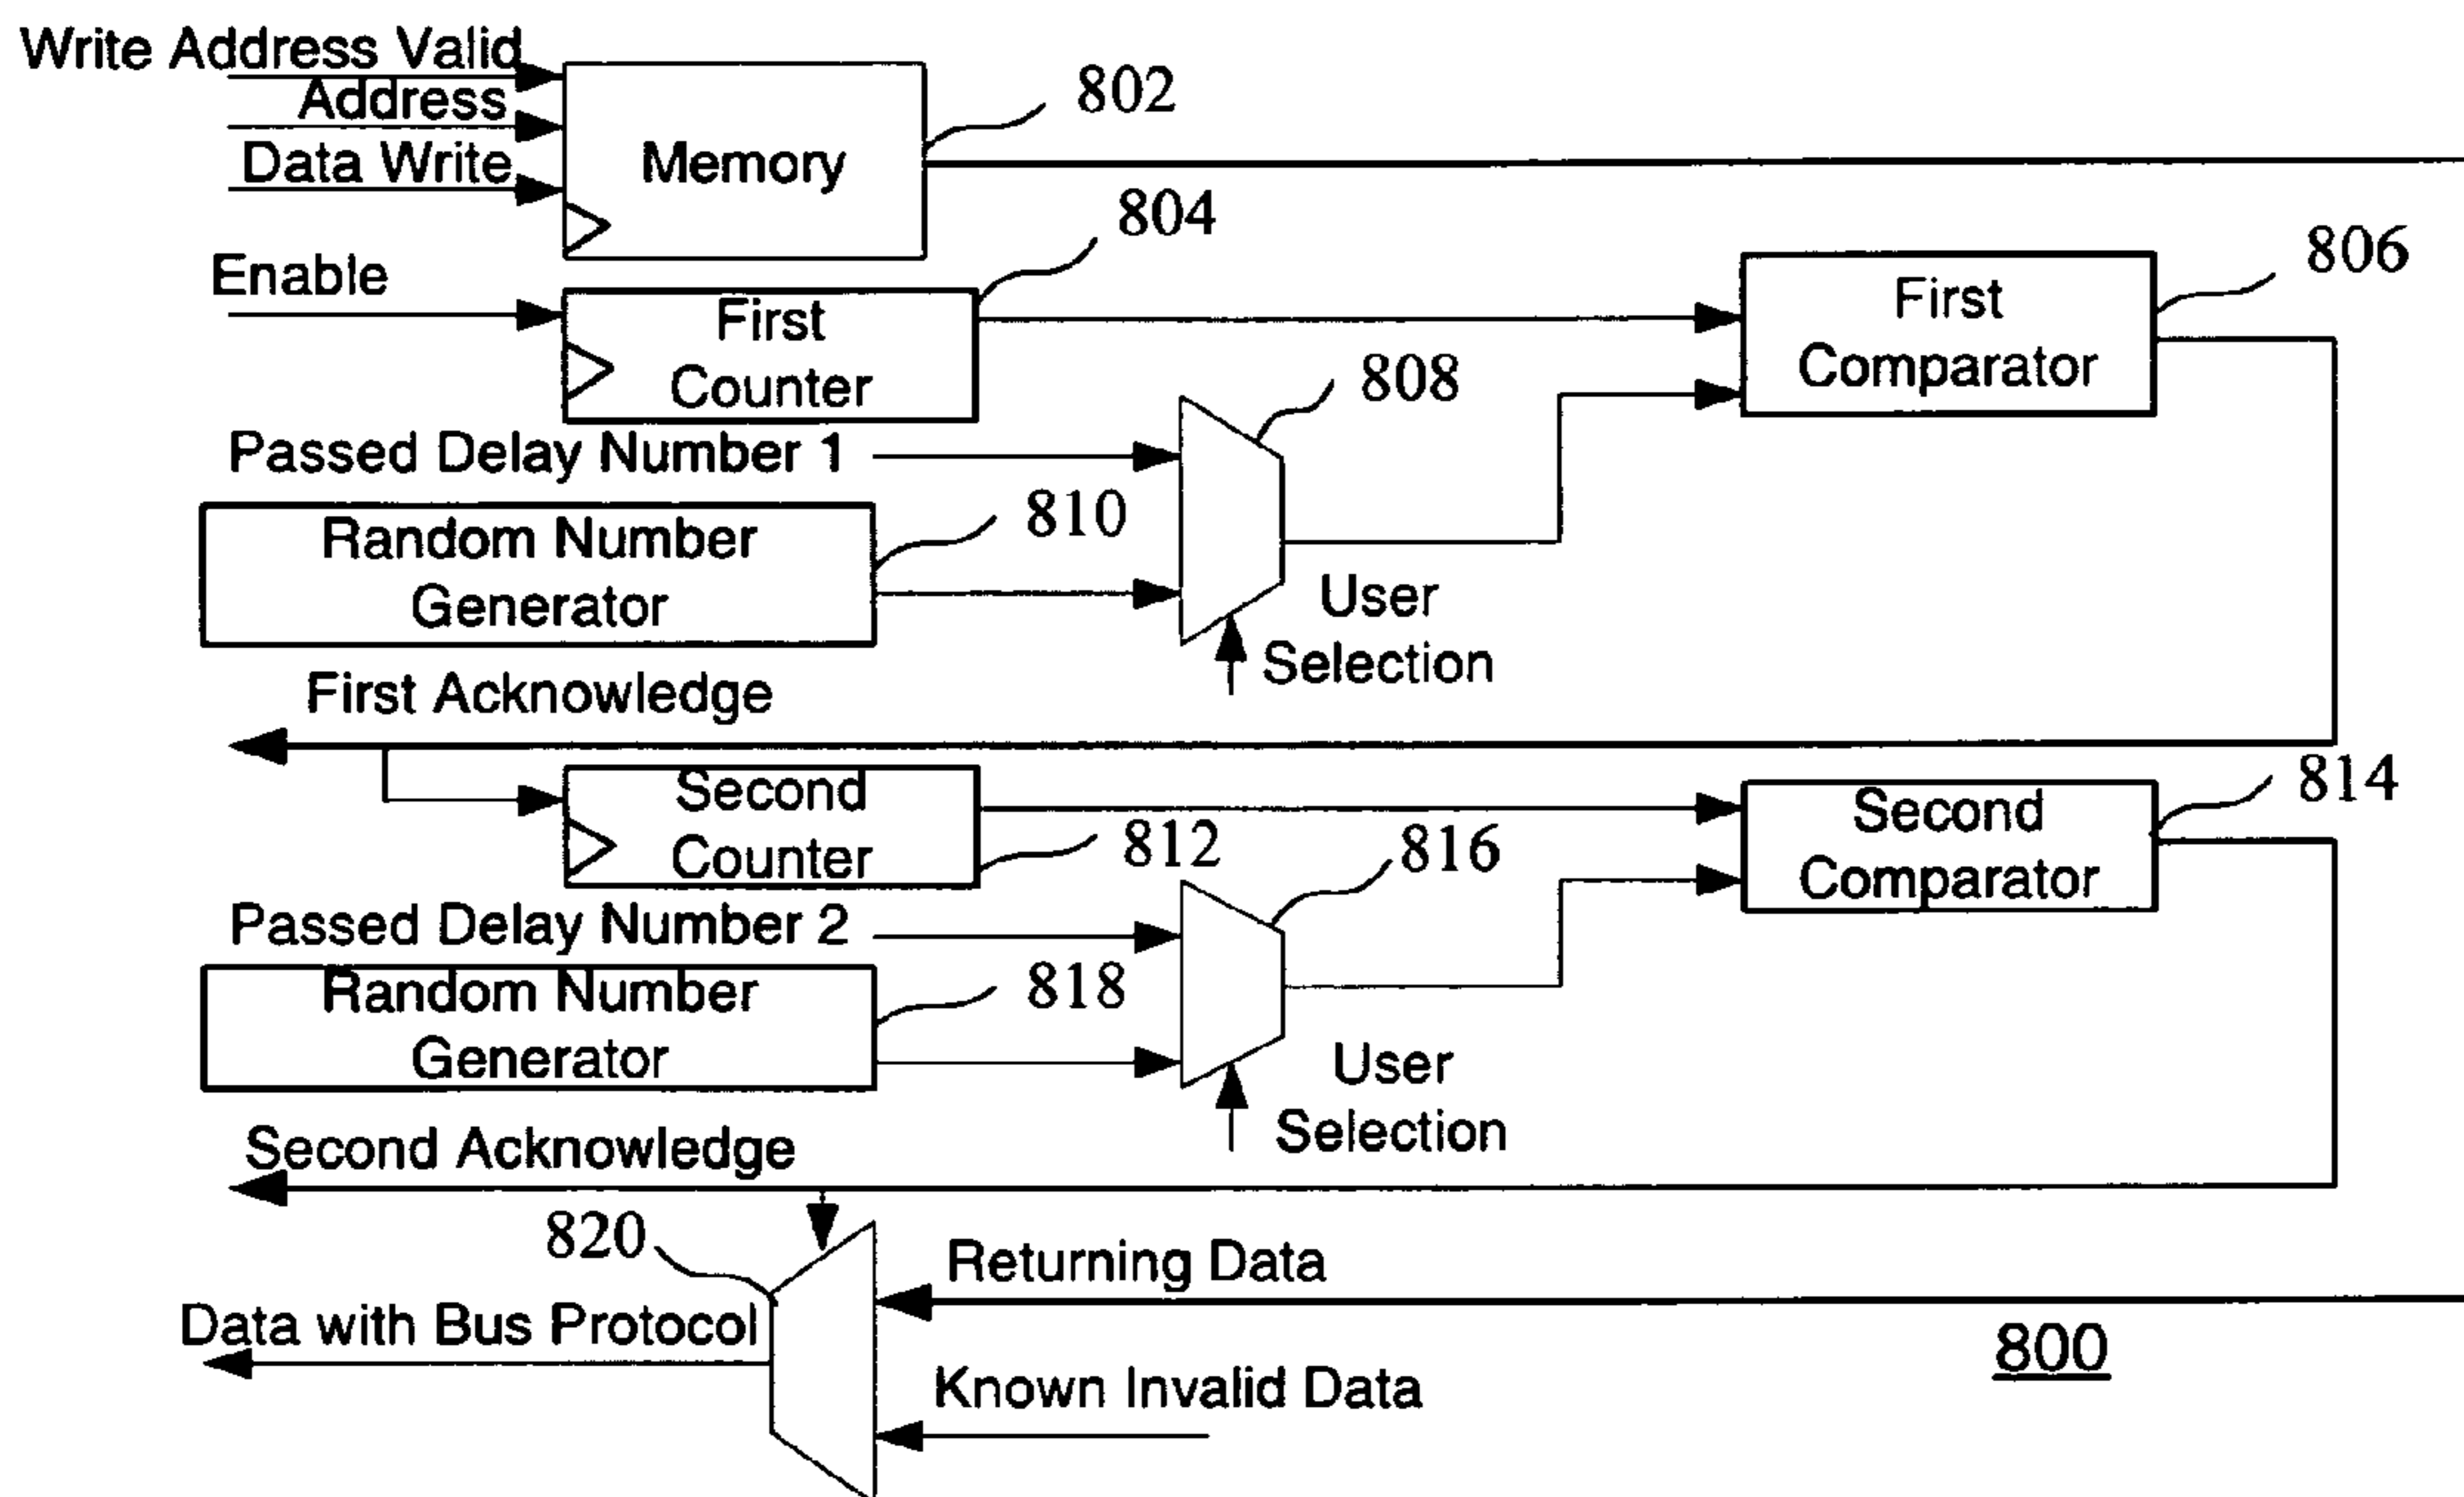 Write Address Valid
Address
Data Write
Memory
802
804
Enable
First
Counter
First
Comparator
806
808
Passed Delay Number 1
Random Number
Generator
810
User
Selection
First Acknowledge
Second
Counter
812
Second
Comparator
814
816
Passed Delay Number 2
Random Number
Generator
818
User
Selection
Second Acknowledge
820
Returning Data
Data with Bus Protocol
Known Invalid Data
800